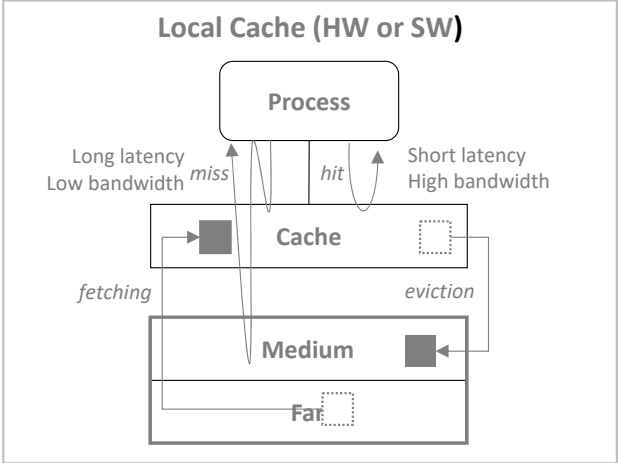 Local Cache (HW or SW)
Process
Long latency
Low bandwidth
miss
hit
Short latency
High bandwidth
Cache
fetching
eviction
Medium
Far